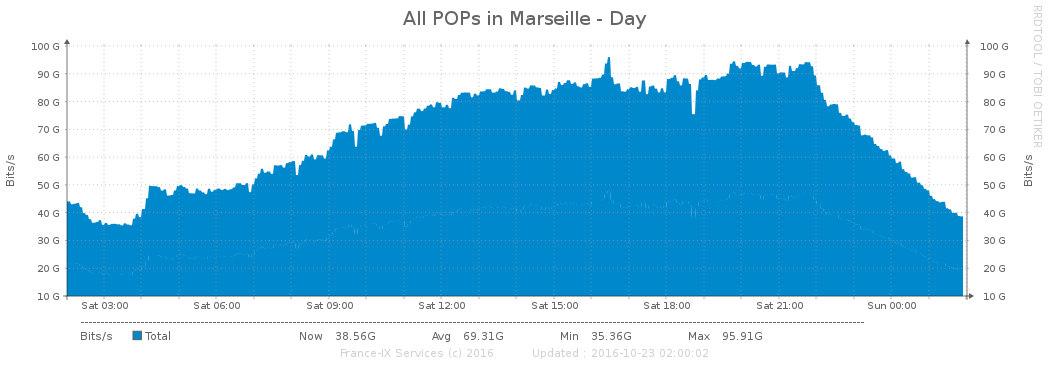 All POPs in Marseille - Day
RRDTOOL / TOBI OETIKER
Bits/s
100 G 100 G
90 G 90 G
80 G 80 G
70 G 70 G
60 G 60 G
50 G 50 G
40 G 40 G
30 G 30 G
20 G 20 G
10 G 10 G
Bits/s
Sat 03:00 Sat 06:00 Sat 09:00 Sat 12:00 Sat 15:00 Sat 18:00 Sat 21:00 Sun 00:00
Bits/s Total Now 38.56G Avg 69.31G Min 35.36G Max 95.91G
France-IX Services (c) 2016 Updated : 2016-10-23 02:00:02